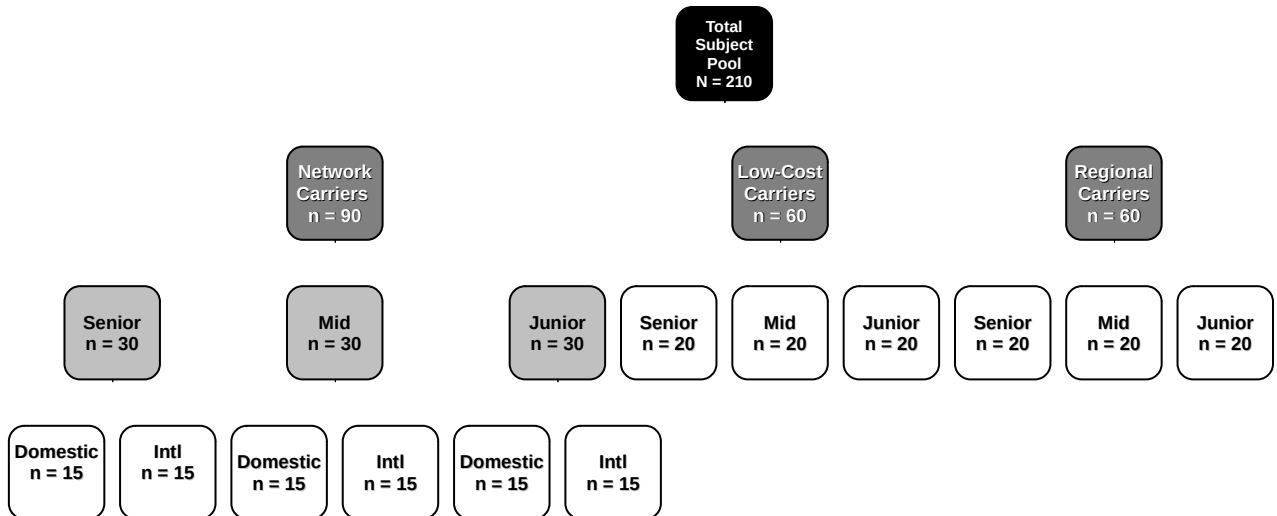 Total
Subject
Pool
N = 210
Network
Carriers
n = 90
Low-Cost
Carriers
n = 60
Regional
Carriers
n = 60
Senior
n = 30
Mid
n = 30
Junior
n = 30
Senior
n = 20
Mid
n = 20
Junior
n = 20
Senior
n = 20
Mid
n = 20
Junior
n = 20
Domestic
n = 15
Intl
n = 15
Domestic
n = 15
Intl
n = 15
Domestic
n = 15
Intl
n = 15